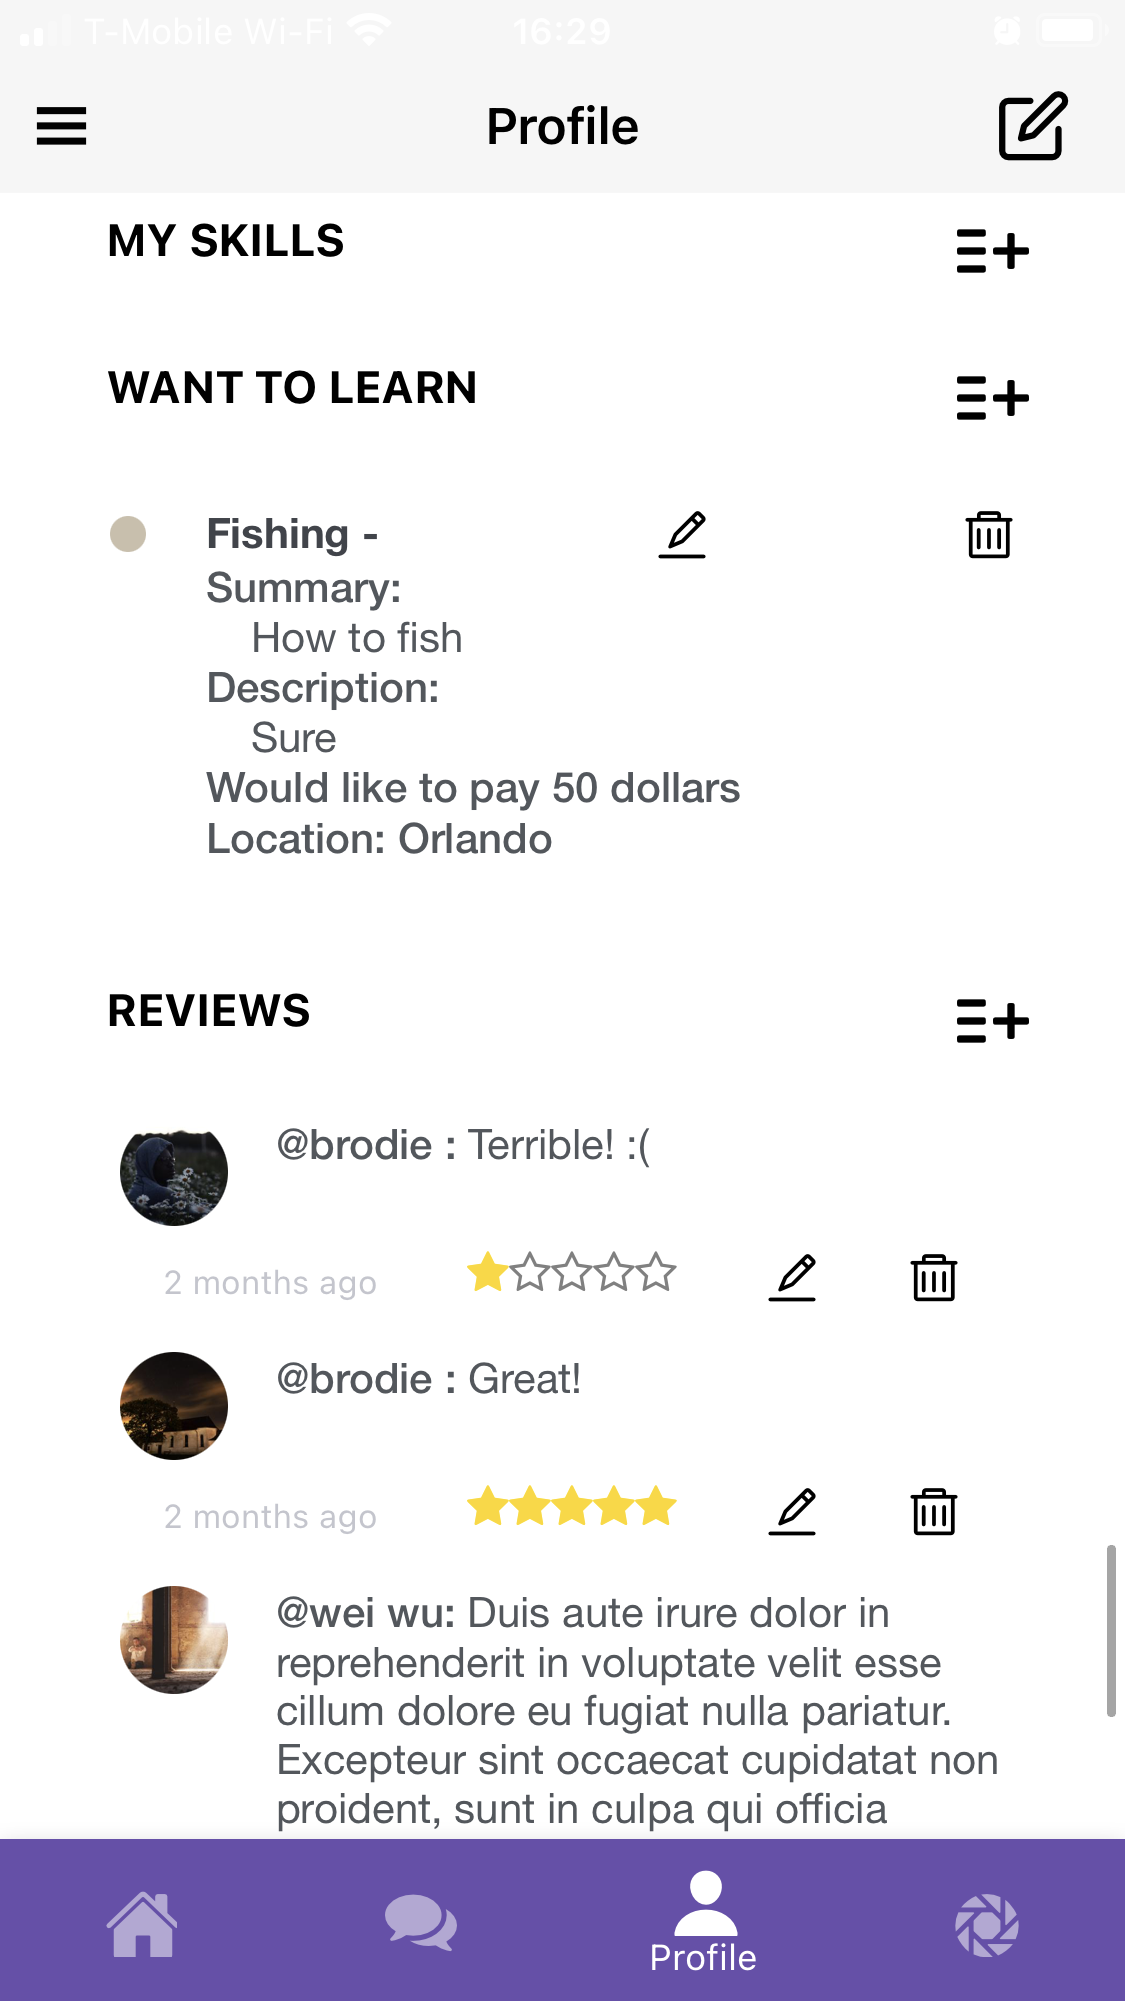 T-Mobile Wi-Fi 16:29
Profile
MY SKILLS
WANT TO LEARN
Fishing -
Summary:
How to fish
Description:
Sure
Would like to pay 50 dollars
Location: Orlando
REVIEWS
@brodie : Terrible! :(
2 months ago
@brodie : Great!
2 months ago
@wei wu: Duis aute irure dolor in
reprehenderit in voluptate velit esse
cillum dolore eu fugiat nulla pariatur.
Excepteur sint occaecat cupidatat non
proident, sunt in culpa qui officia
Profile